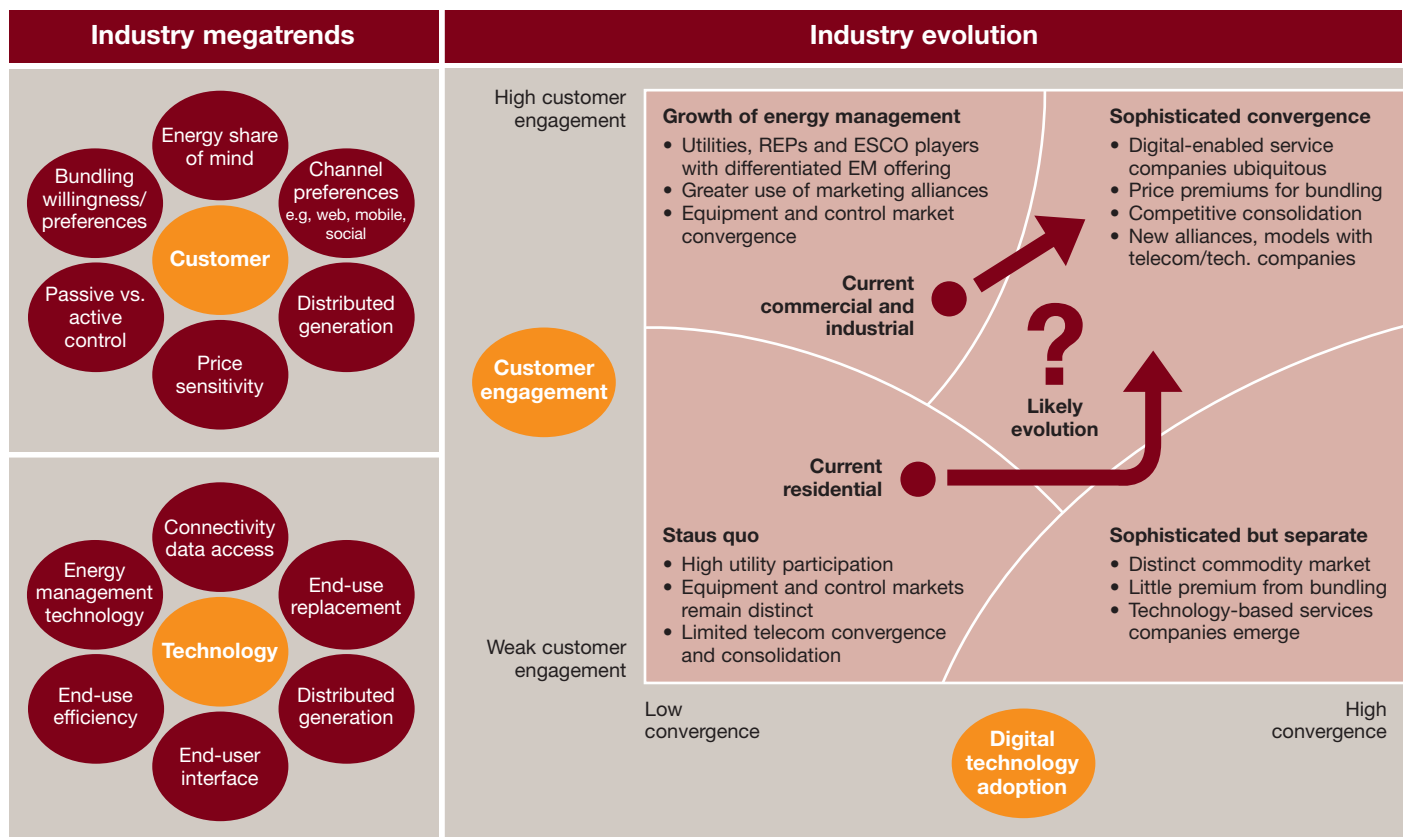 Industry megatrends
Energy share
of mind
Bundling
willingness/
preferences
Channel
preferences
e.g, web, mobile,
social
Customer
Passive vs.
active
control
Distributed
generation
Price
sensitivity
Connectivity
data access
Energy
management
technology
End-use
replacement
Technology
End-use
efficiency
Distributed
generation
End-user
interface
Industry evolution
High customer
engagement
Customer
engagement
Weak customer
engagement
Growth of energy management
• Utilities, REPs and ESCO players
with differentiated EM offering
• Greater use of marketing alliances
• Equipment and control market
convergence
Current
commercial and
industrial
Sophisticated convergence
• Digital-enabled service
companies ubiquitous
• Price premiums for bundling
• Competitive consolidation
• New alliances, models with
telecom/tech. companies
?
Likely
evolution
Current
residential
Staus quo
• High utility participation
• Equipment and control markets
remain distinct
• Limited telecom convergence
and consolidation
Sophisticated but separate
• Distinct commodity market
• Little premium from bundling
• Technology-based services
companies emerge
Low
convergence
Digital
technology
adoption
High
convergence